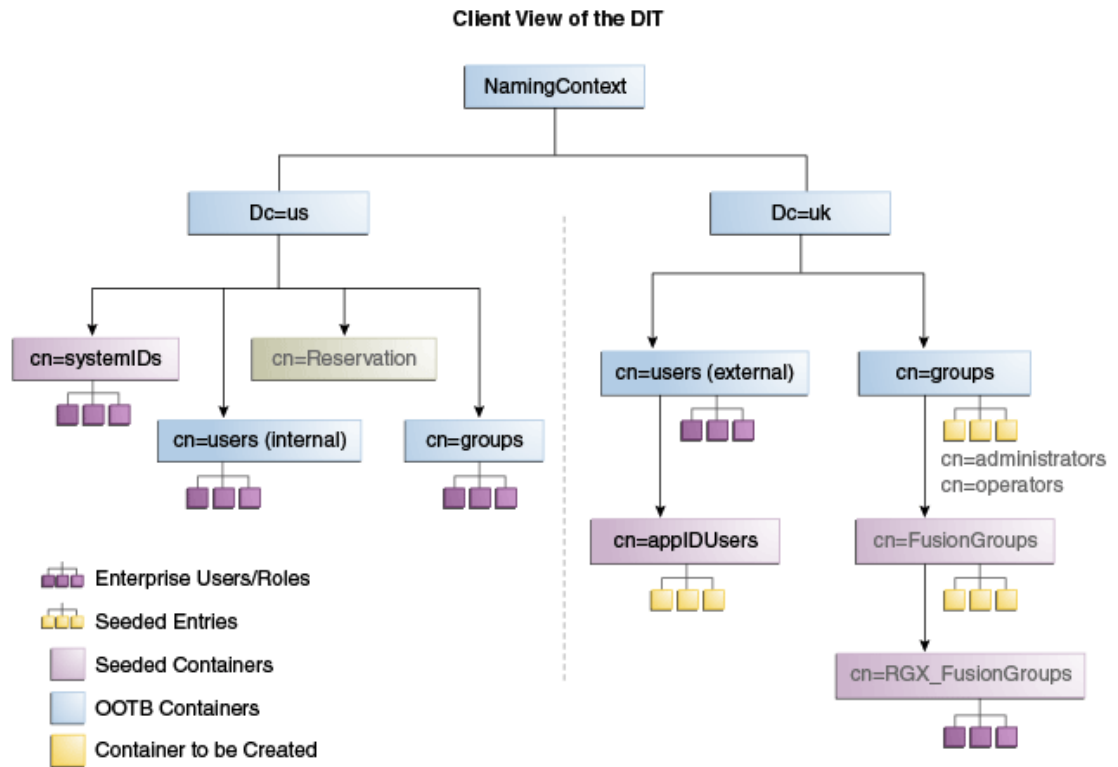 Client View of the DIT
NamingContext
Dc=us
Dc=uk
cn=systemIDs
cn=Reservation
cn=users (external)
cn=groups
cn=users (internal)
cn=groups
cn=administrators
cn=operators
cn=appIDUsers
cn=FusionGroups
Enterprise Users/Roles
Seeded Entries
Seeded Containers
cn=RGX_FusionGroups
OOTB Containers
Container to be Created